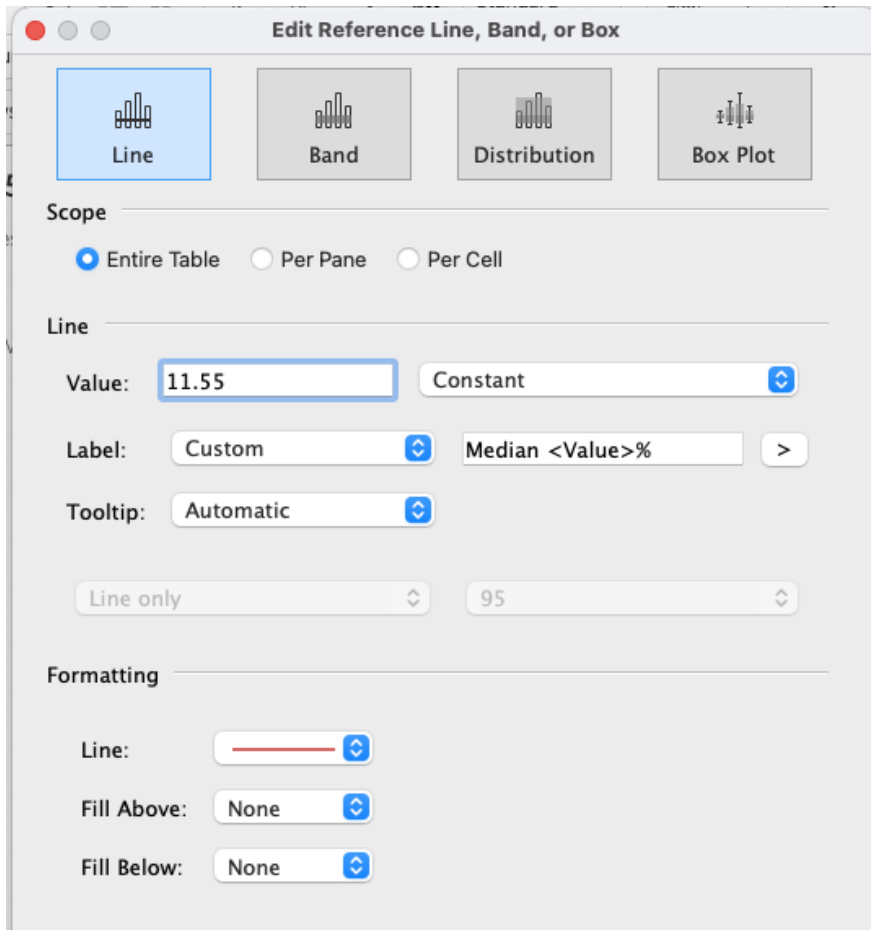 Edit Reference Line, Band, or Box
Line Band Distribution Box Plot
Scope
Entire Table Per Pane Per Cell
Line
Value: 11.55 Constant
Label: Custom Median <Value>% >
Tooltip: Automatic
Line only 95
Formatting
Line:
Fill Above: None
Fill Below: None